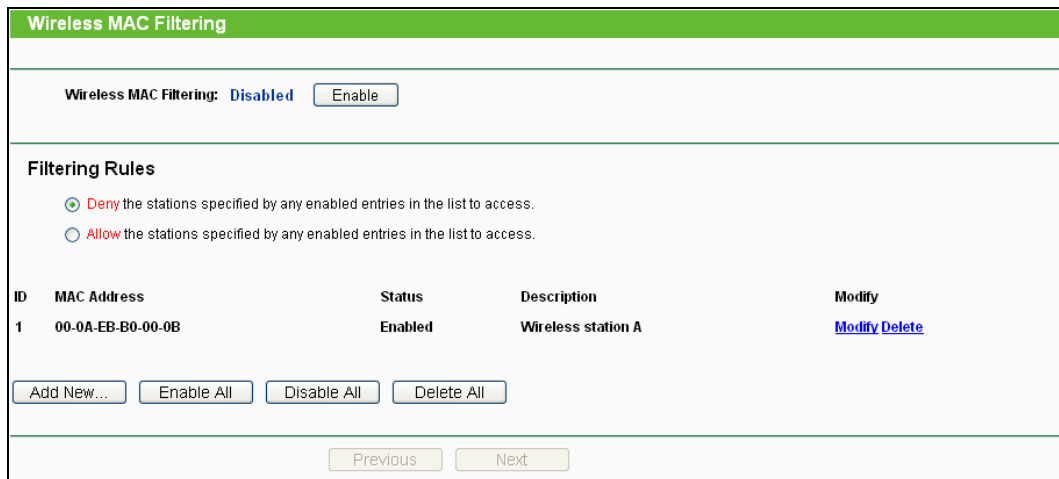 Wireless MAC Filtering
Wireless MAC Filtering: Disabled Enable
Filtering Rules
Deny the stations specified by any enabled entries in the list to access.
Allow the stations specified by any enabled entries in the list to access.
ID MAC Address Status Description Modify
1 00-0A-EB-B0-00-0B Enabled Wireless station A Modify Delete
Add New... Enable All Disable All Delete All
Previous Next